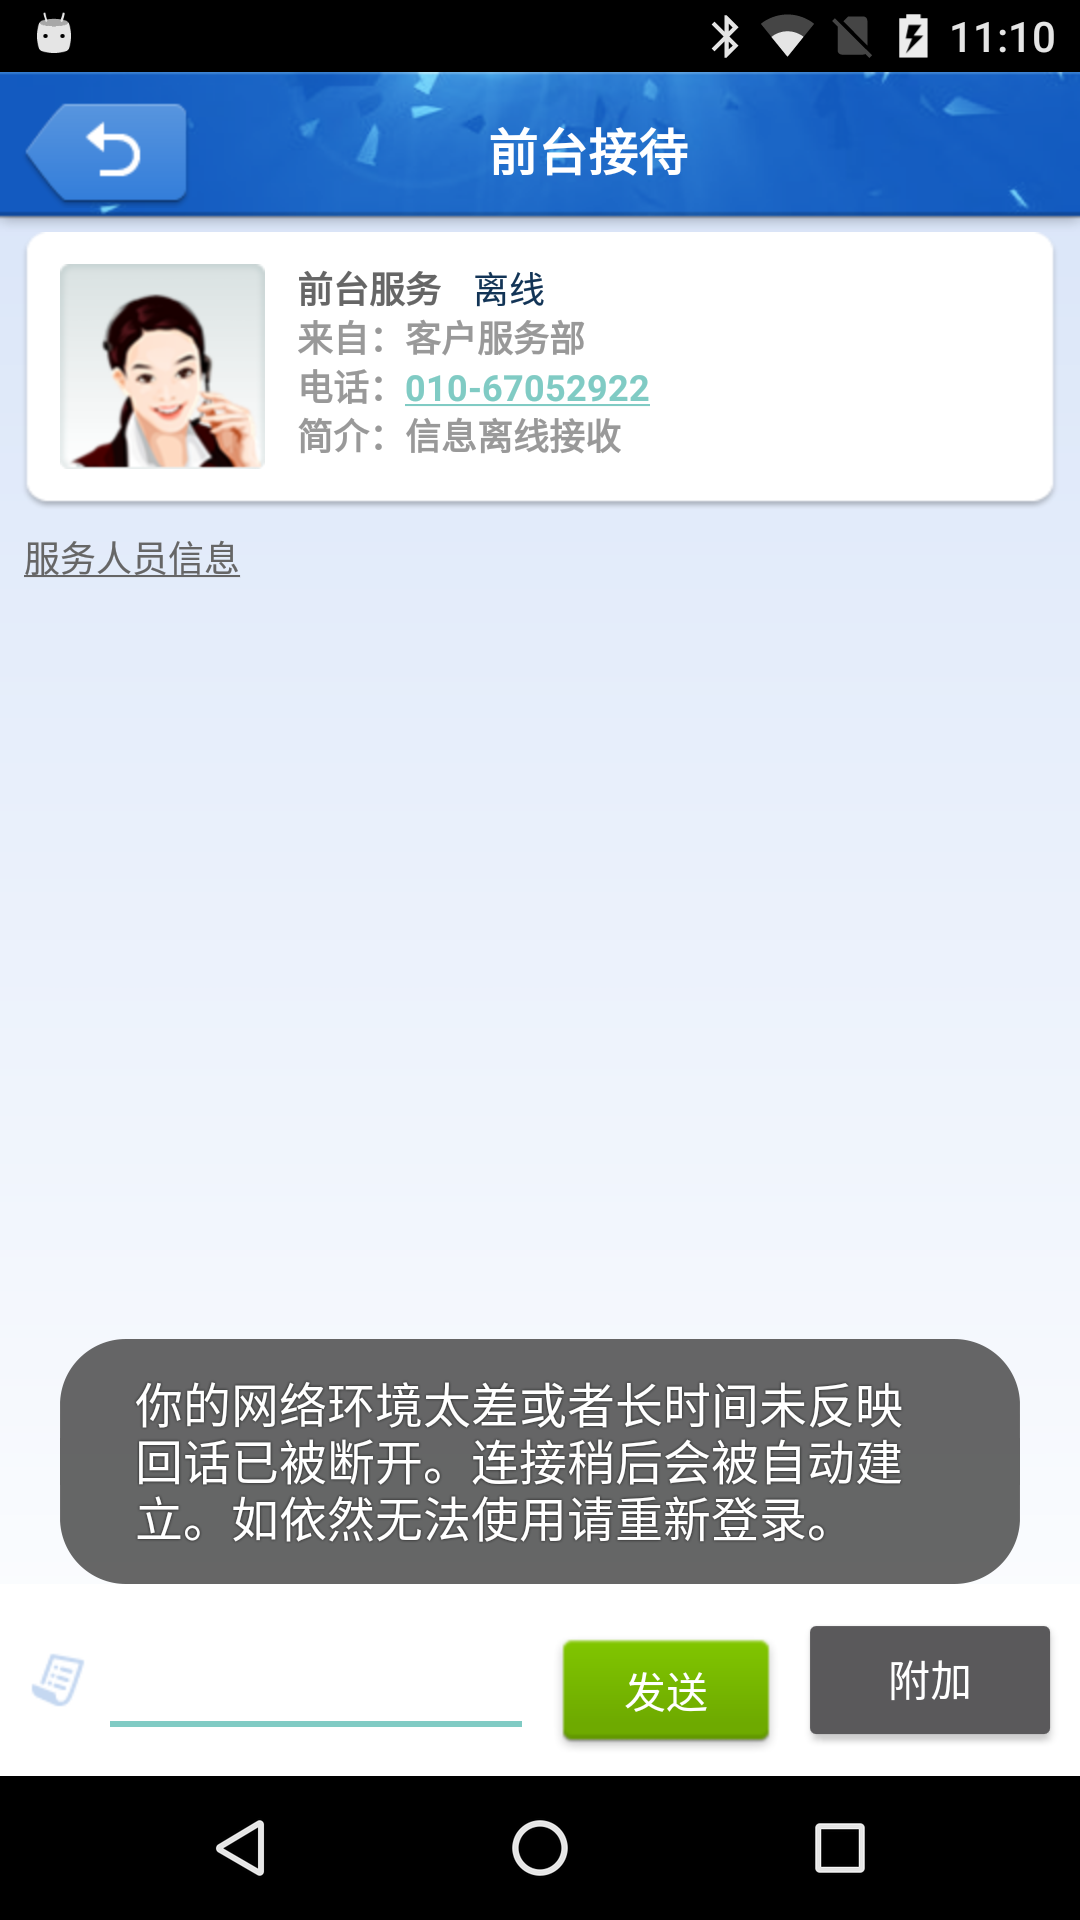 11:10
前台接待
前台服务 离线
来自：客户服务部
电话：010-67052922
简介：信息离线接收
服务人员信息
你的网络环境太差或者长时间未反映
回话已被断开。连接稍后会被自动建
立。如依然无法使用请重新登录。
发送
附加